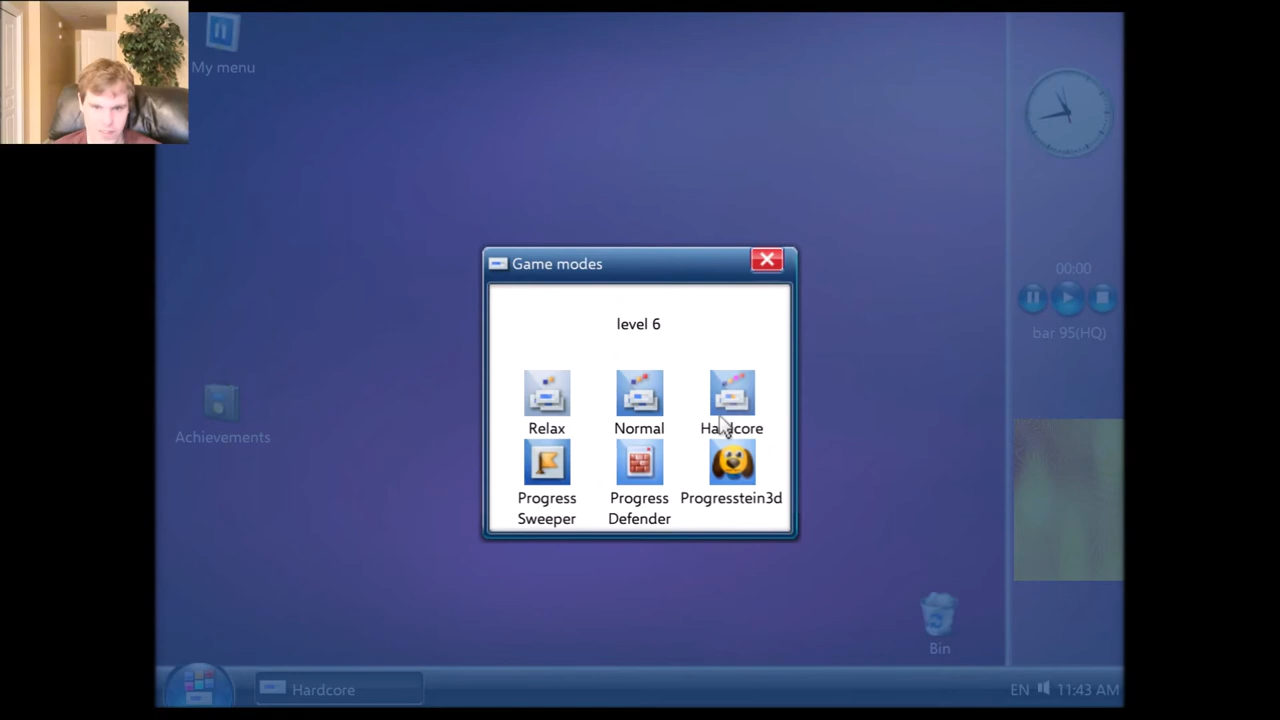 My menu
00:00
bar 95(HQ)
Game modes
level 6
Relax
Normal
Hardcore
Progress
Sweeper
Progress
Defender
Progresstein3d
Achievements
Bin
Hardcore
EN
11:43 AM